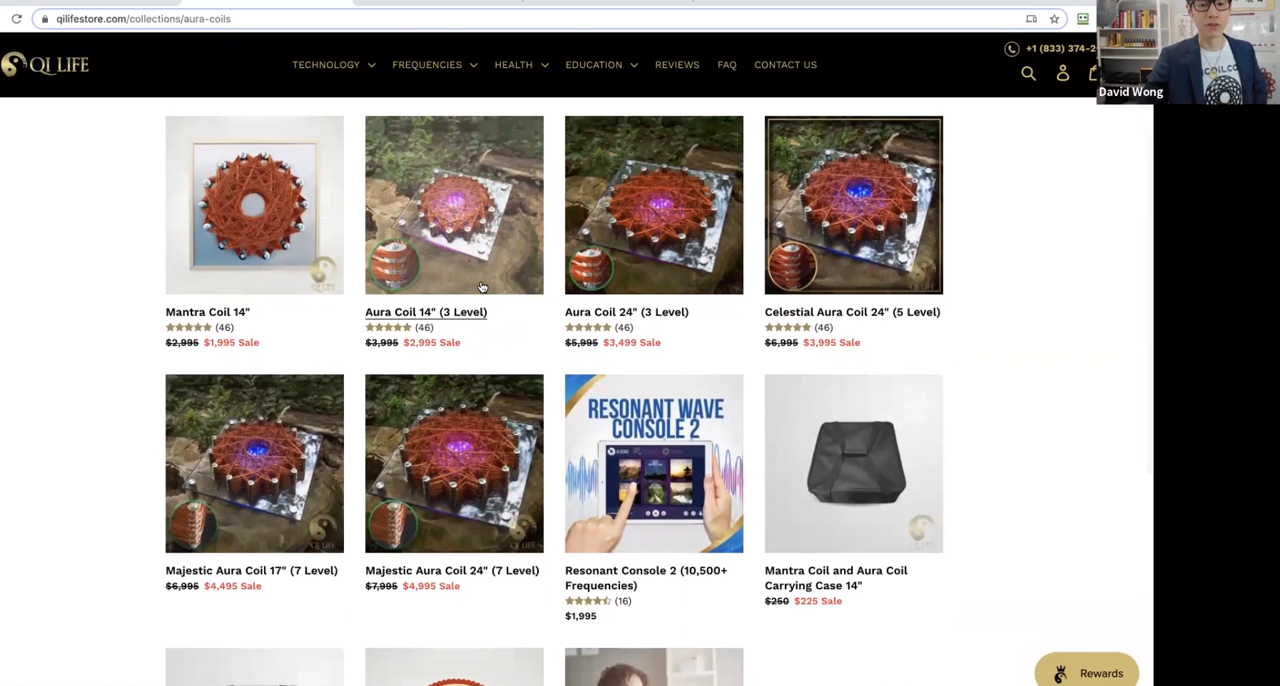 qilifestore.com/collections/aura-coils
QI LIFE
TECHNOLOGY FREQUENCIES HEALTH EDUCATION REVIEWS FAQ CONTACT US
+1 (833) 374-2
David Wong
Mantra Coil 14"
(46)
$2,995 $1,995 Sale
Aura Coil 14" (3 Level)
(46)
$3,995 $2,995 Sale
Aura Coil 24" (3 Level)
(46)
$5,995 $3,499 Sale
Celestial Aura Coil 24" (5 Level)
(46)
$6,995 $3,995 Sale
RESONANT WAVE
CONSOLE 2
Majestic Aura Coil 17" (7 Level)
$6,995 $4,495 Sale
Majestic Aura Coil 24" (7 Level)
$7,995 $4,995 Sale
Resonant Console 2 (10,500+
Frequencies)
(16)
$1,995
Mantra Coil and Aura Coil
Carrying Case 14"
$250 $225 Sale
Rewards